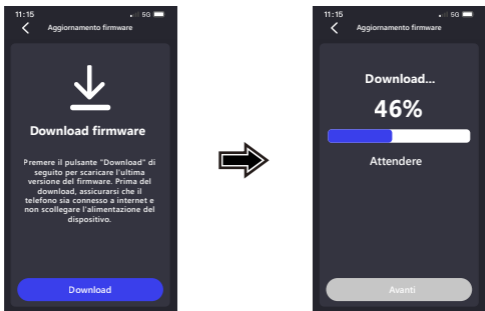 11:15
5G
Aggiornamento firmware
Download firmware
Premere il pulsante "Download" di
seguito per scaricare l'ultima
versione del firmware. Prima del
download, assicurarsi che il
telefono sia connesso a internet e
non scollegare l'alimentazione del
dispositivo.
Download
11:15
5G
Aggiornamento firmware
Download...
46%
Attendere
Avanti